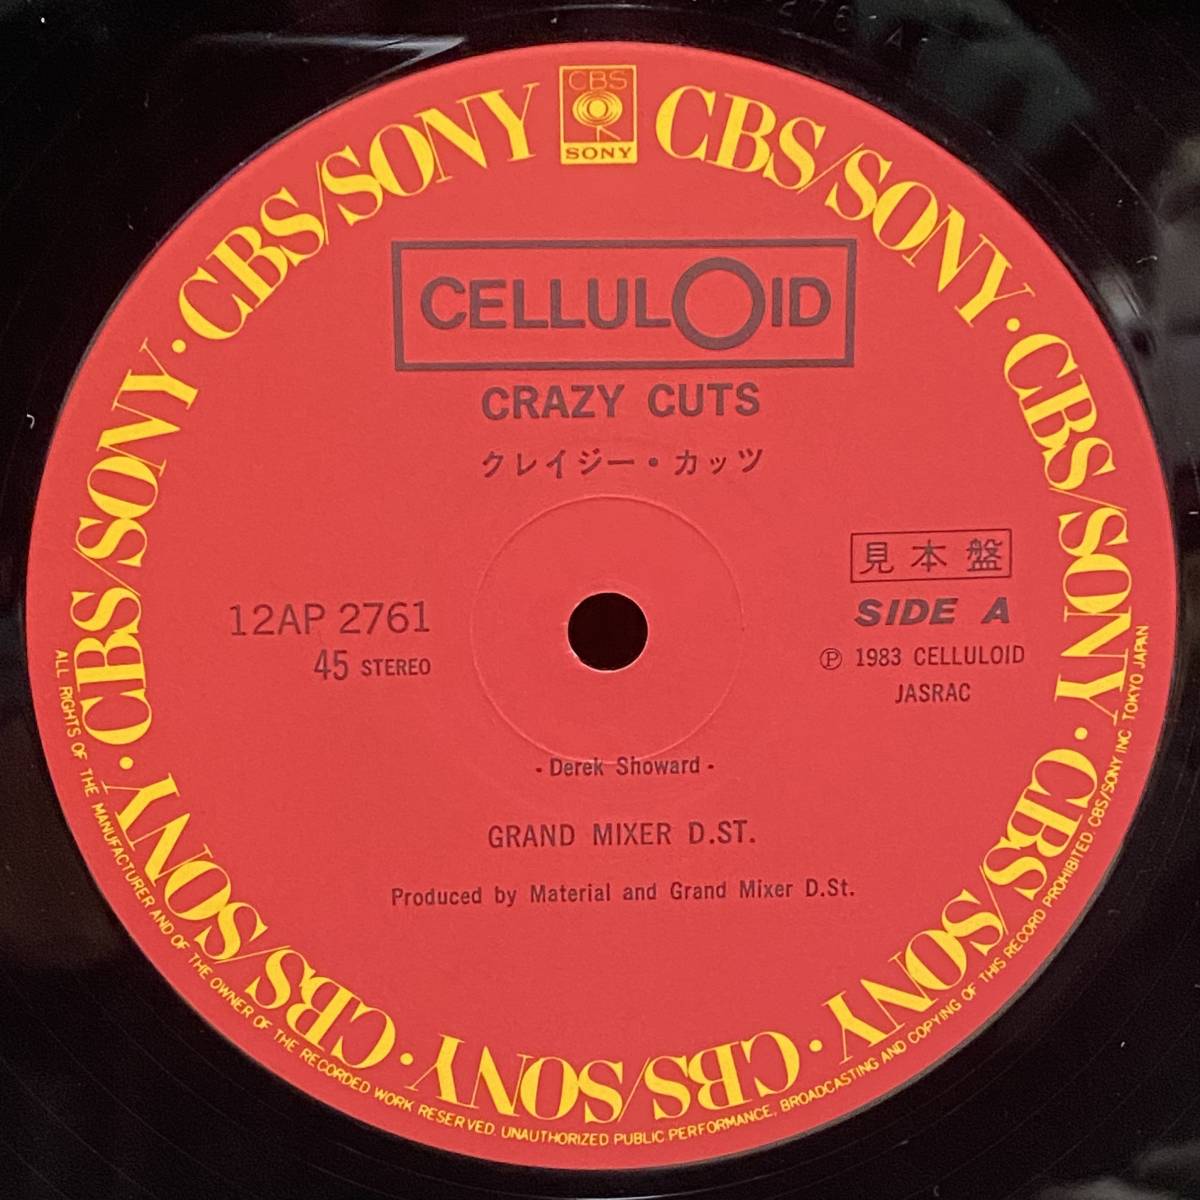 CBS
SONY
CBS/SONY · CBS/SONY · CBS/SONY · CBS/SONY · CBS/SONY · CBS/SONY · CBS/SONY · CBS/SONY
CELLULOID
CRAZY CUTS
クレイジー・カッツ
見本盤
12AP 2761
SIDE A
45 STEREO
Ⓟ 1983 CELLULOID
JASRAC
- Derek Showard -
GRAND MIXER D.ST.
Produced by Material and Grand Mixer D.St.
ALL RIGHTS OF THE MANUFACTURER AND OF THE OWNER OF THE RECORDED WORK RESERVED. UNAUTHORIZED PUBLIC PERFORMANCE, BROADCASTING AND COPYING OF THIS RECORD PROHIBITED. CBS/SONY INC. TOKYO JAPAN